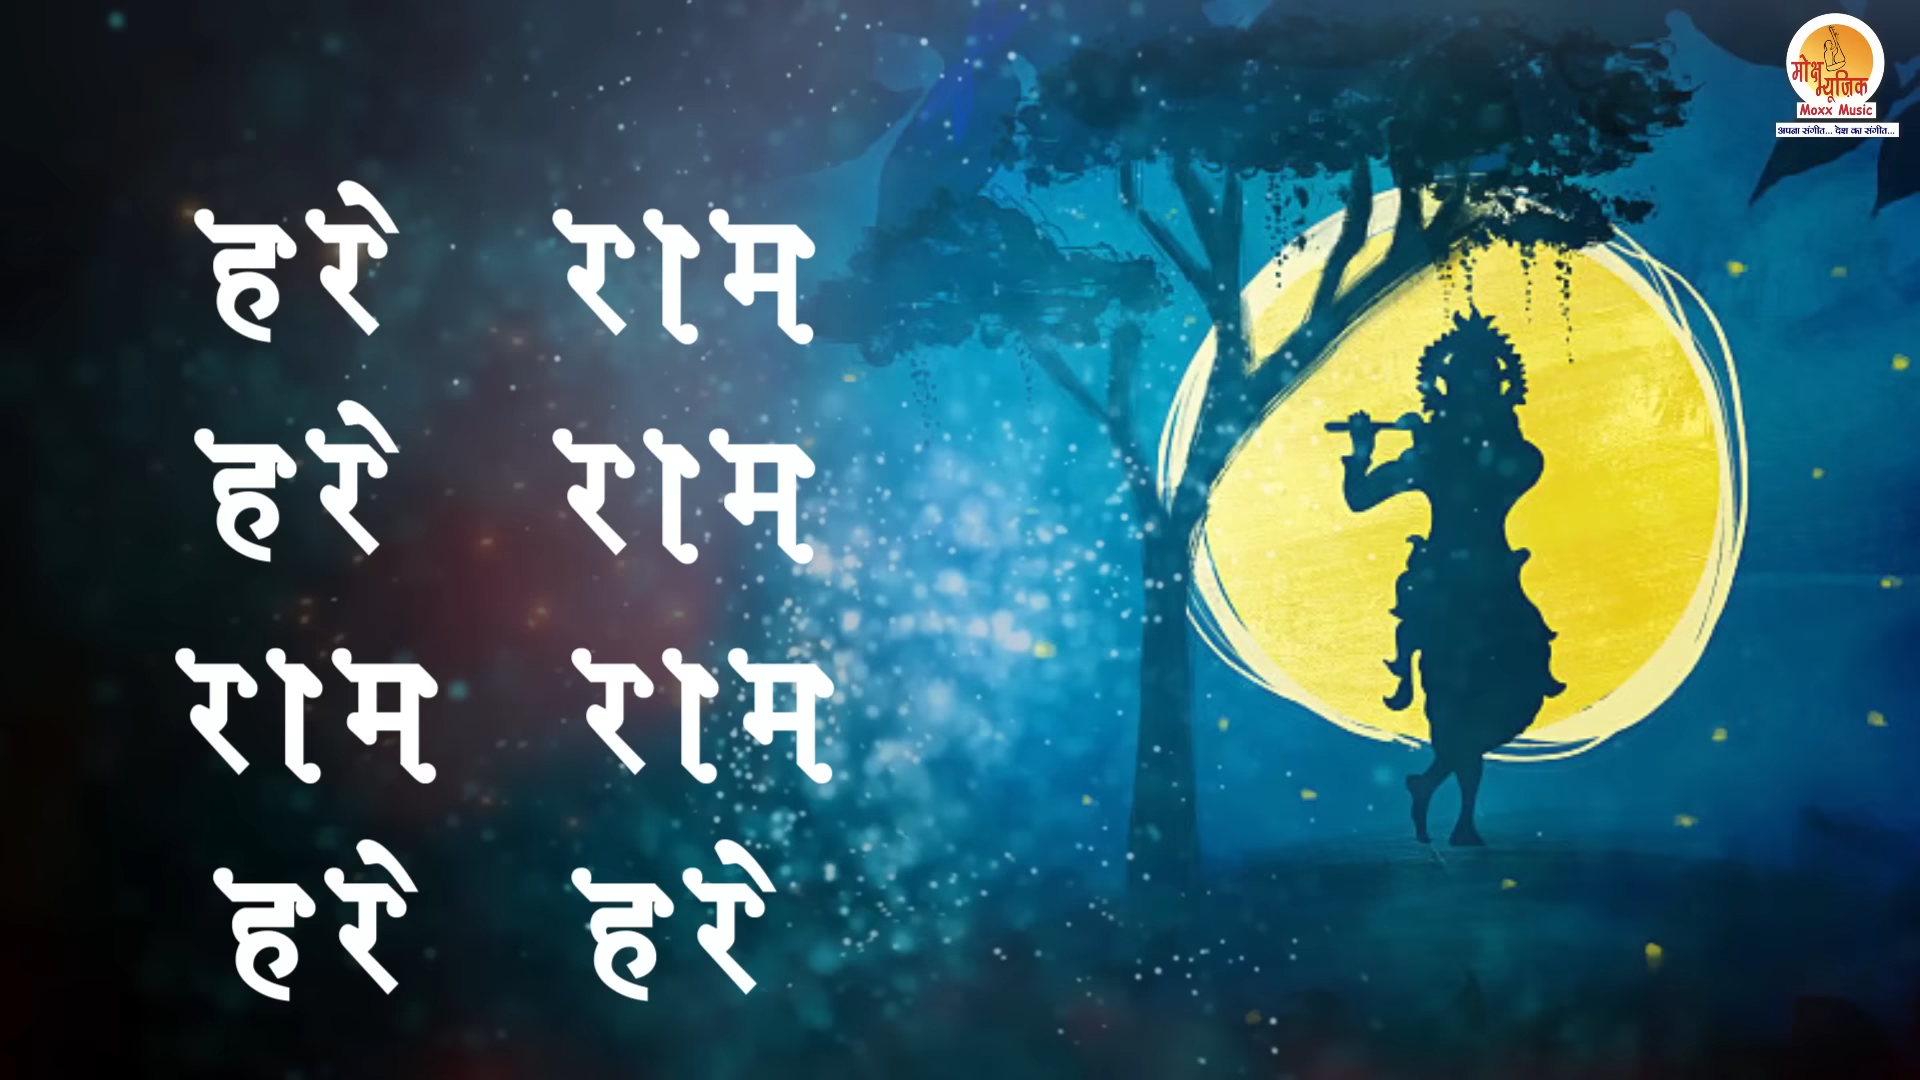 हरे राम
हरे राम
राम राम
हरे हरे
मोक्ष
म्यूज़िक
Moxx Music
अपना संगीत... देश का संगीत...